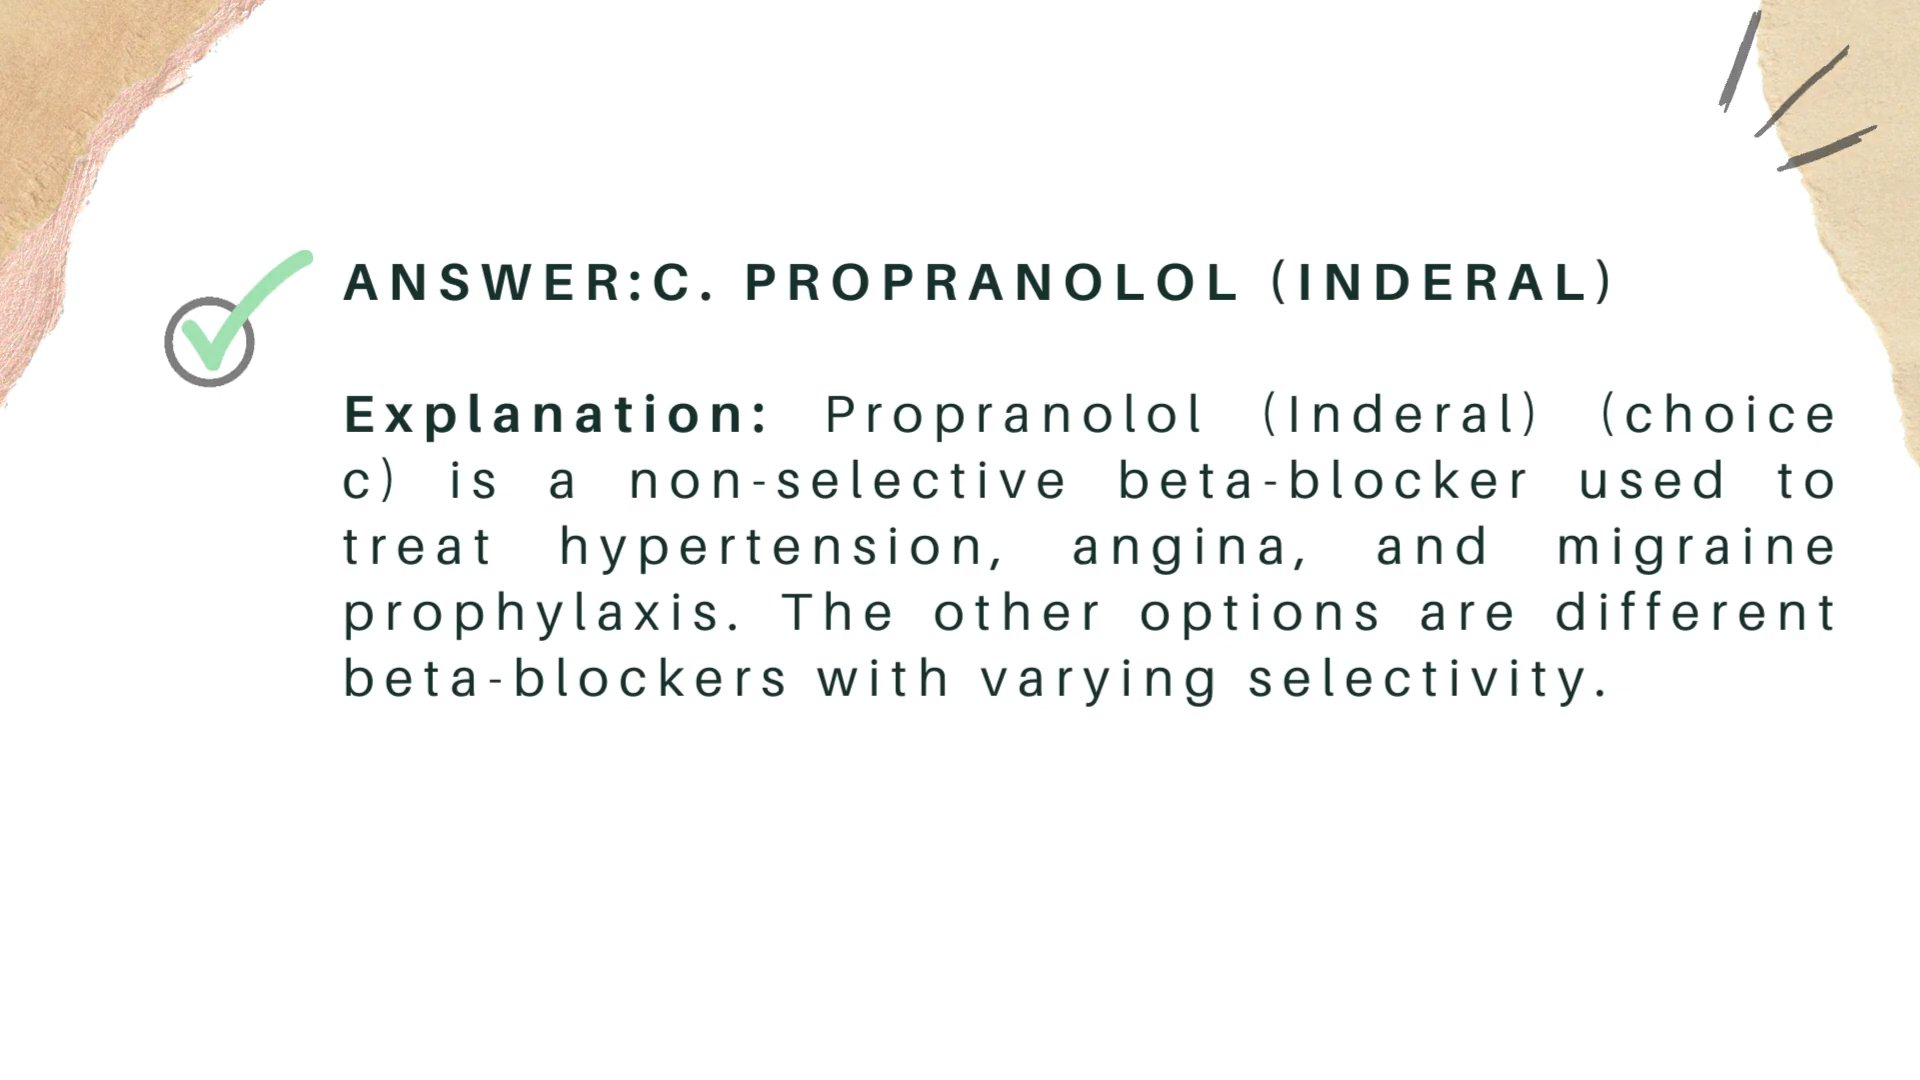 ANSWER:C. PROPRANOLOL (INDERAL)
Explanation: Propranolol (Inderal) (choice
c) is a non-selective beta-blocker used to
treat hypertension, angina, and migraine
prophylaxis. The other options are different
beta-blockers with varying selectivity.